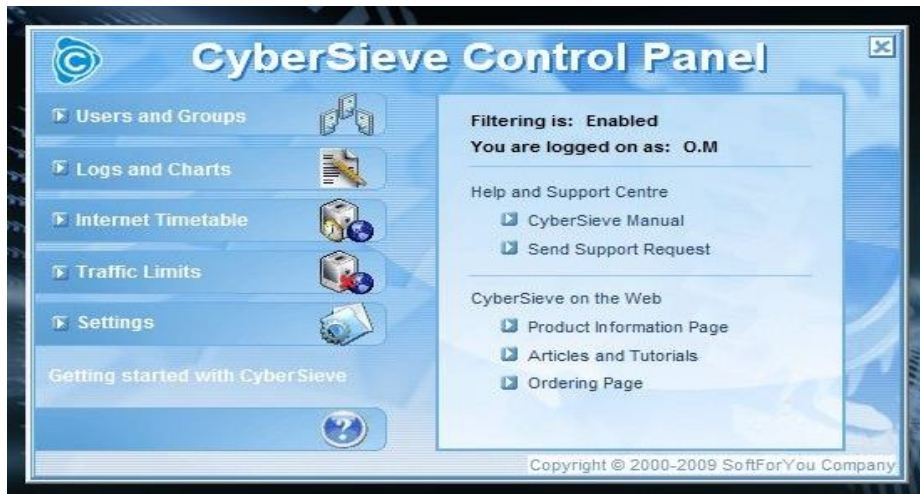 CyberSieve Control Panel
Users and Groups
Logs and Charts
Internet Timetable
Traffic Limits
Settings
Getting started with CyberSieve
Filtering is: Enabled
You are logged on as: O.M
Help and Support Centre
CyberSieve Manual
Send Support Request
CyberSieve on the Web
Product Information Page
Articles and Tutorials
Ordering Page
Copyright © 2000-2009 SoftForYou Company